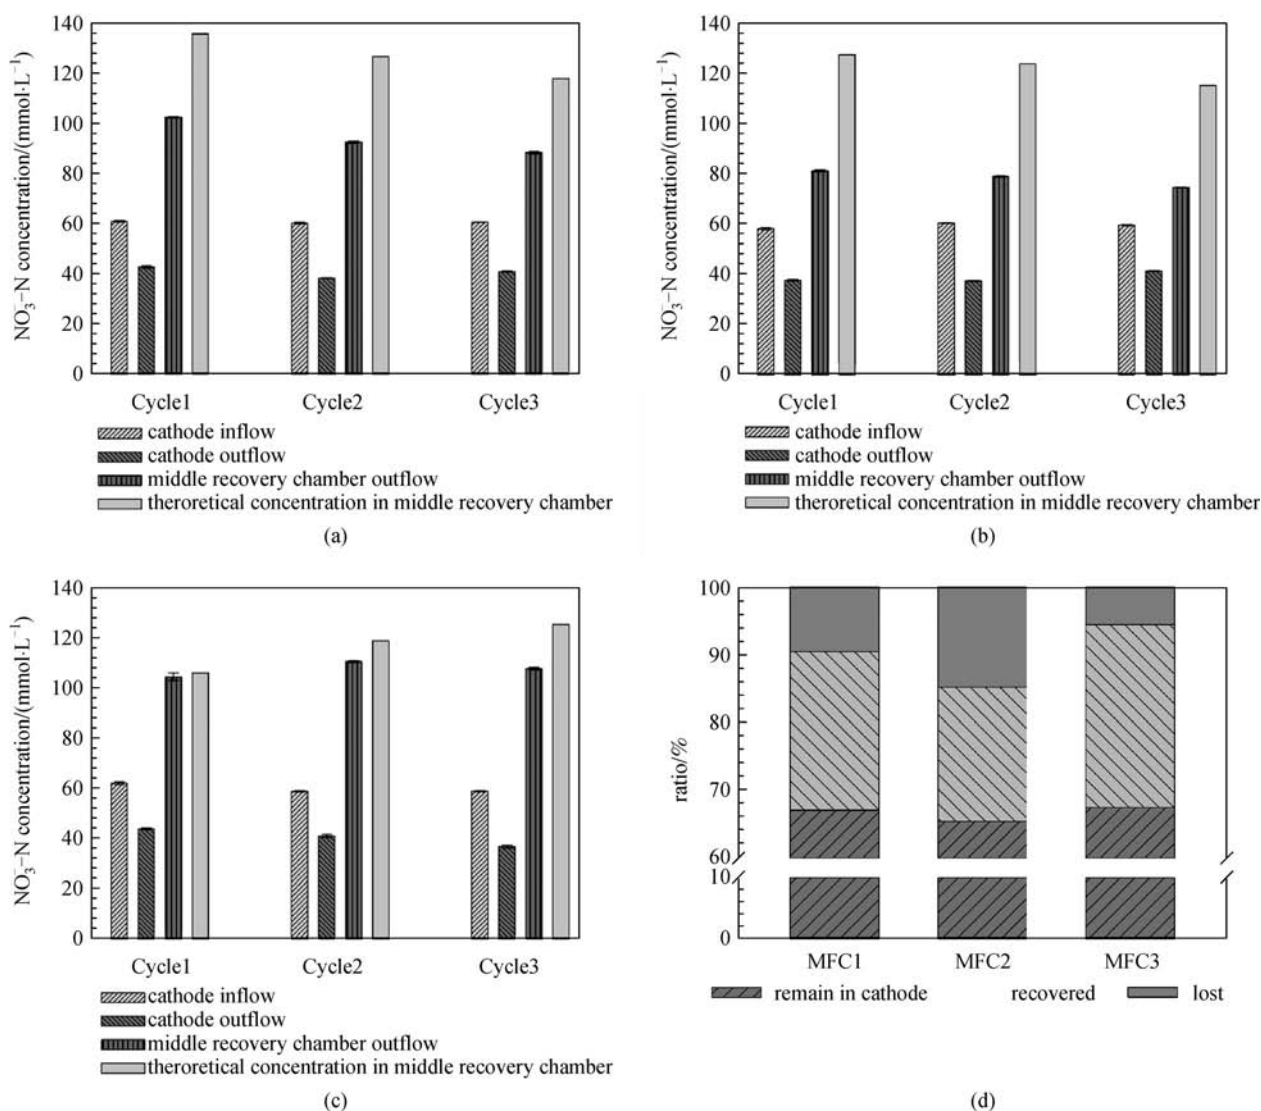 140
120
100
80
60
40
20
0
NO₃⁻–N concentration/(mmol·L⁻¹)
Cycle1 Cycle2 Cycle3
cathode inflow
cathode outflow
middle recovery chamber outflow
theroretical concentration in middle recovery chamber
(a)
140
120
100
80
60
40
20
0
NO₃⁻–N concentration/(mmol·L⁻¹)
Cycle1 Cycle2 Cycle3
cathode inflow
cathode outflow
middle recovery chamber outflow
theroretical concentration in middle recovery chamber
(b)
140
120
100
80
60
40
20
0
NO₃⁻–N concentration/(mmol·L⁻¹)
Cycle1 Cycle2 Cycle3
cathode inflow
cathode outflow
middle recovery chamber outflow
theroretical concentration in middle recovery chamber
(c)
100
90
80
70
60
10
0
ratio/%
MFC1 MFC2 MFC3
remain in cathode recovered lost
(d)